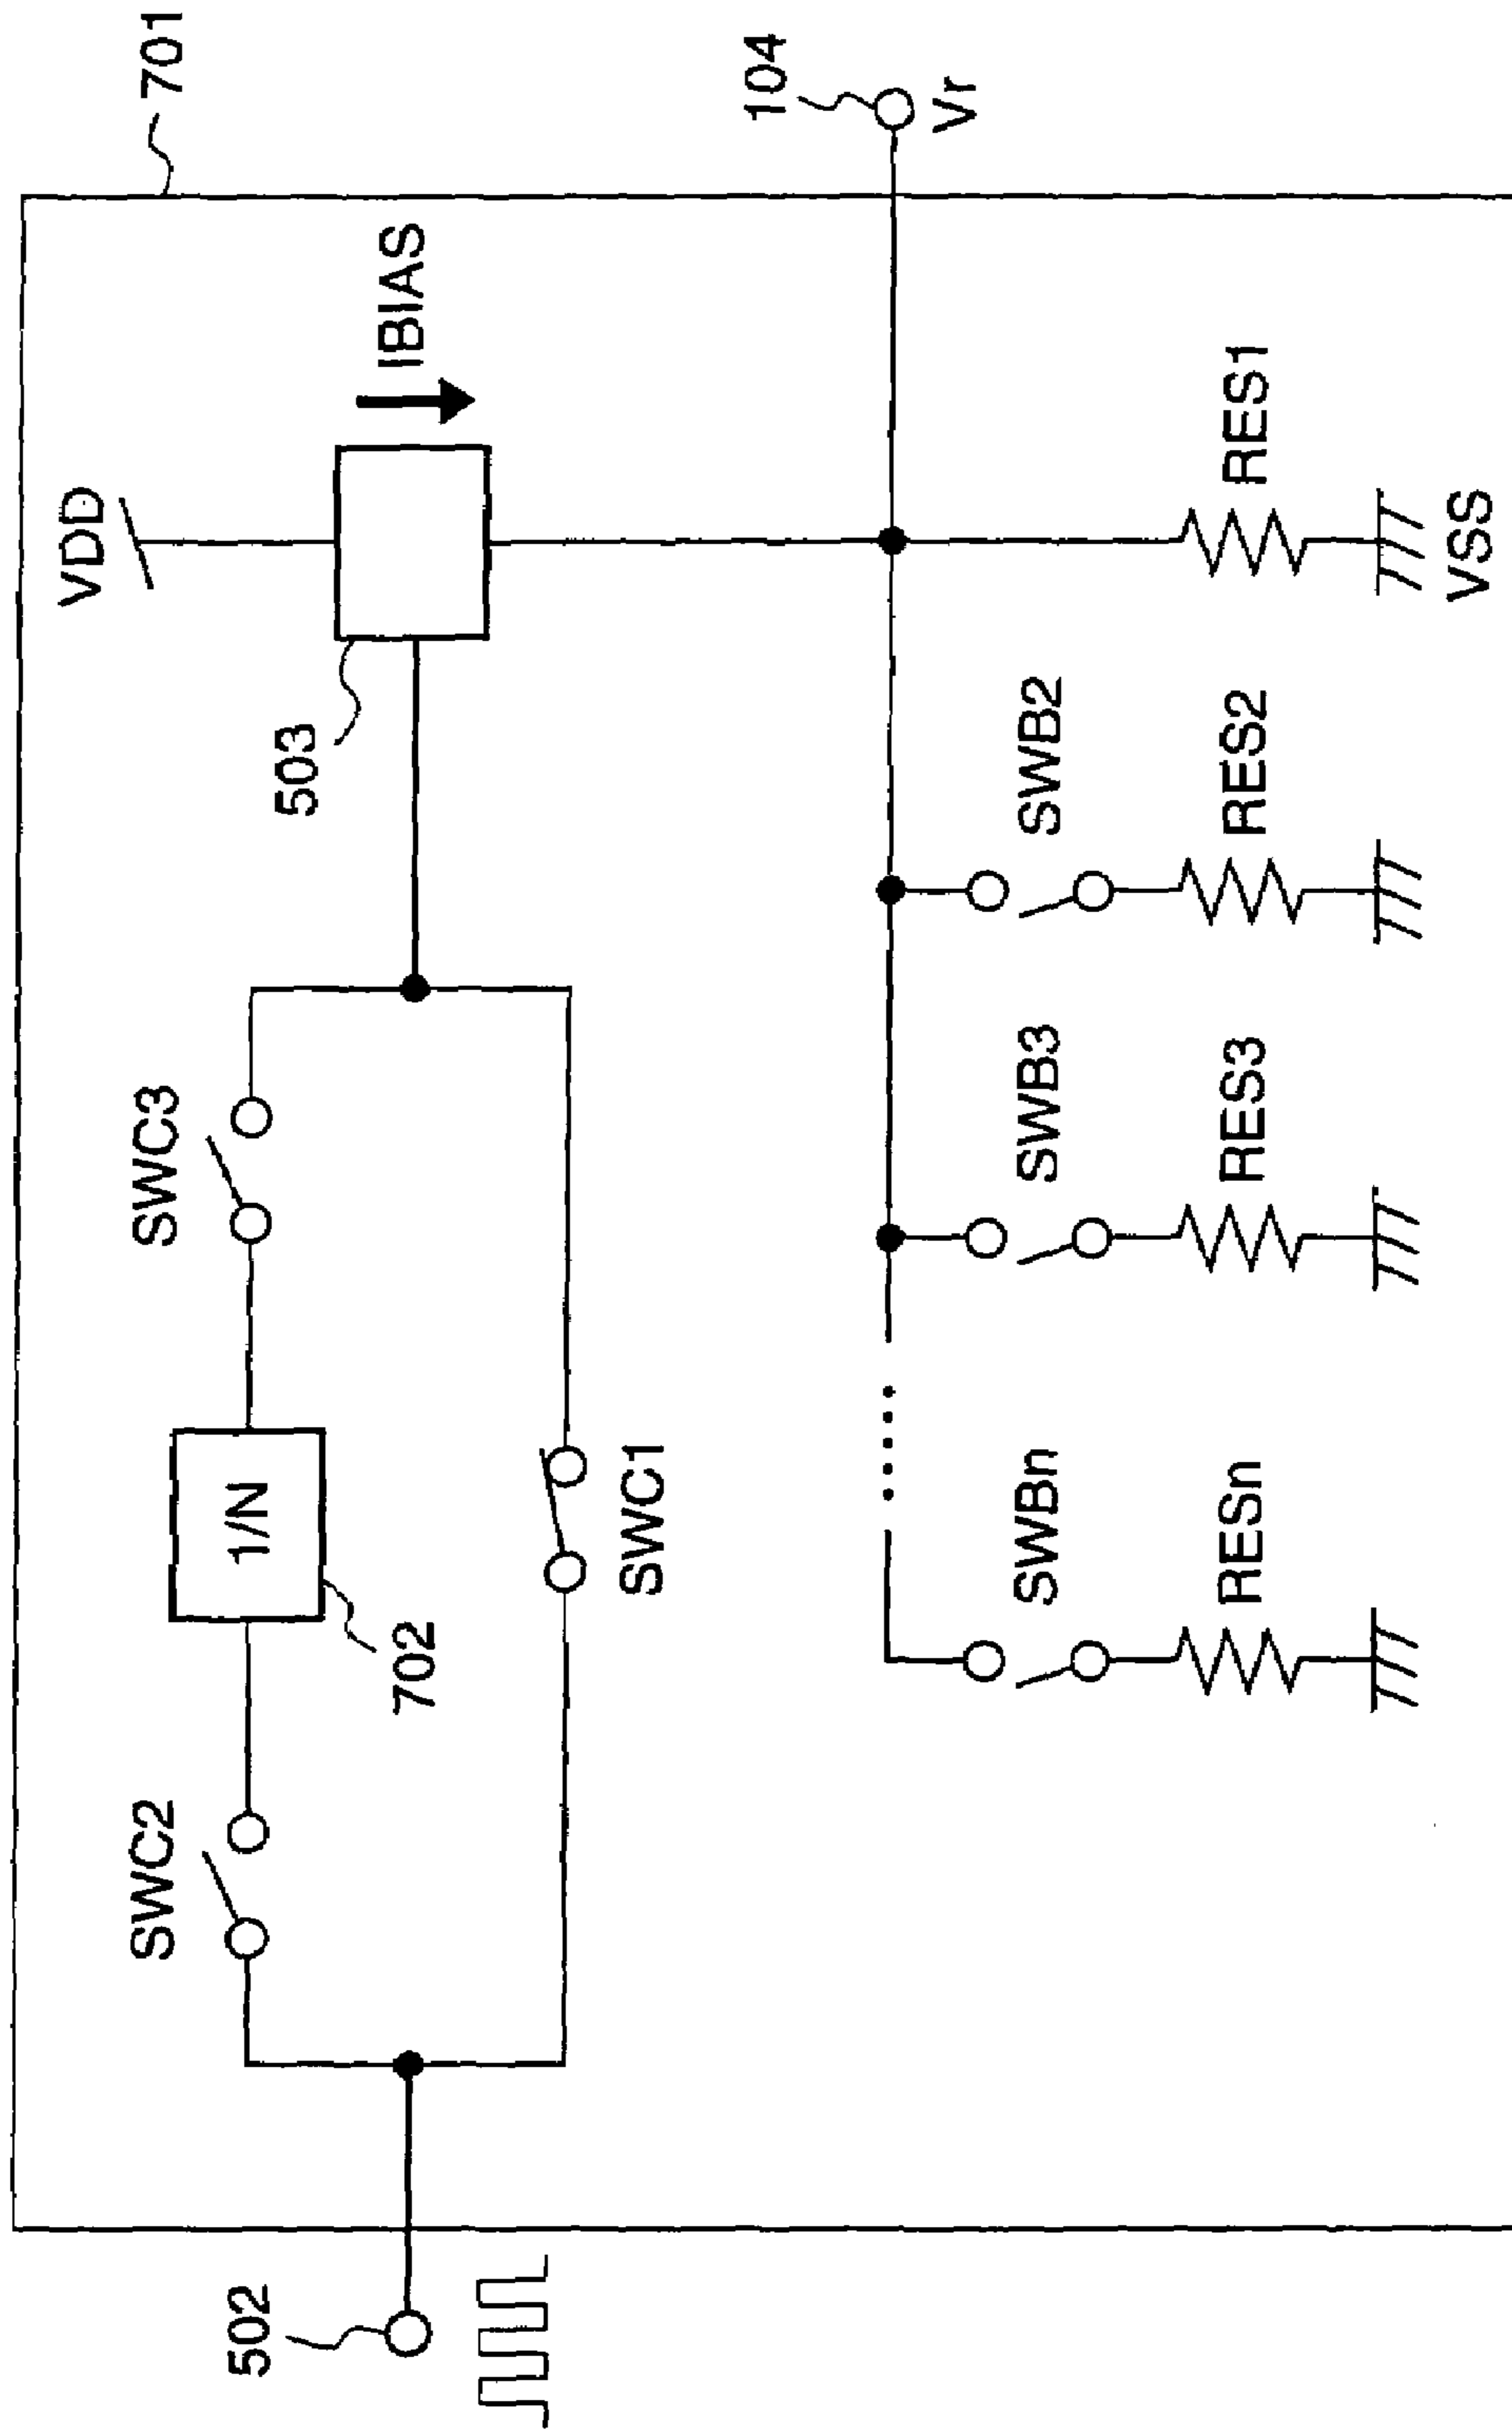 701
VDD
IBIAS
503
SWC3
SWC2
1/N
702
SWC1
502
104
Vr
SWB2
SWB3
SWBn
RES1
RES2
RES3
RESn
VSS